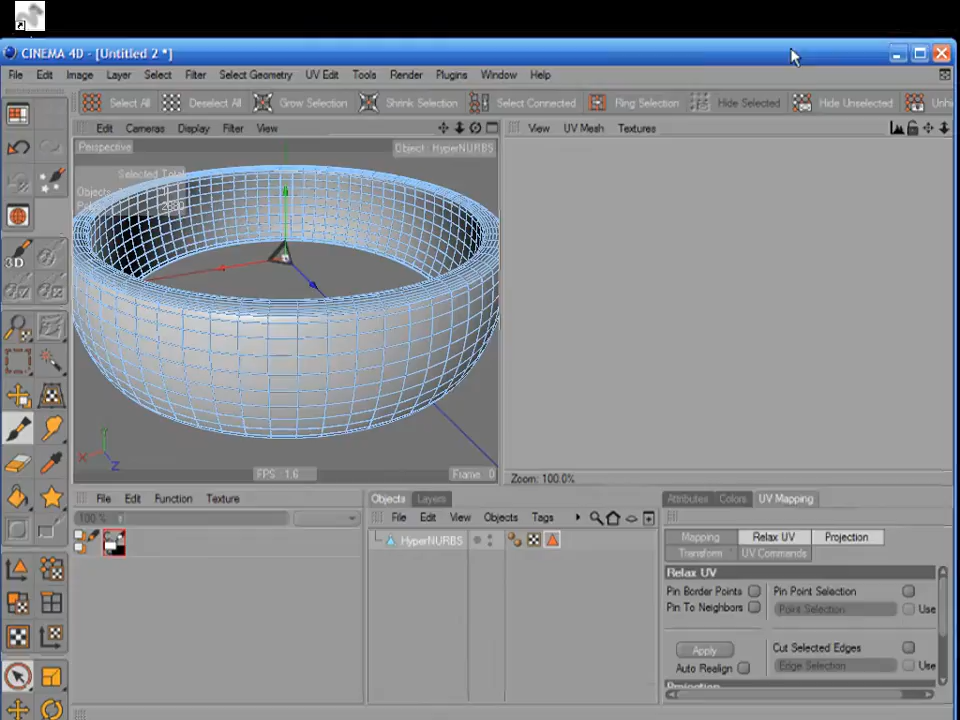 CINEMA 4D - [Untitled 2 *]
File Edit Image Layer Select Filter Select Geometry UV Edit Tools Render Plugins Window Help
Select All Deselect All Grow Selection Shrink Selection Select Connected Ring Selection Hide Selected Hide Unselected
Edit Cameras Display Filter View
View UV Mesh Textures
Perspective
Object: HyperNURBS
Selected Total
Objects
2880
3D
Y
X
Z
FPS : 1.6
Frame 0
Zoom: 100.0%
File Edit Function Texture
100 %
Objects Layers
File Edit View Objects Tags
HyperNURBS
Attributes Colors UV Mapping
Mapping Relax UV Projection
Transform UV Commands
Relax UV
Pin Border Points Pin Point Selection
Pin To Neighbors Point Selection Use
Apply Cut Selected Edges
Auto Realign Edge Selection Use
Projection